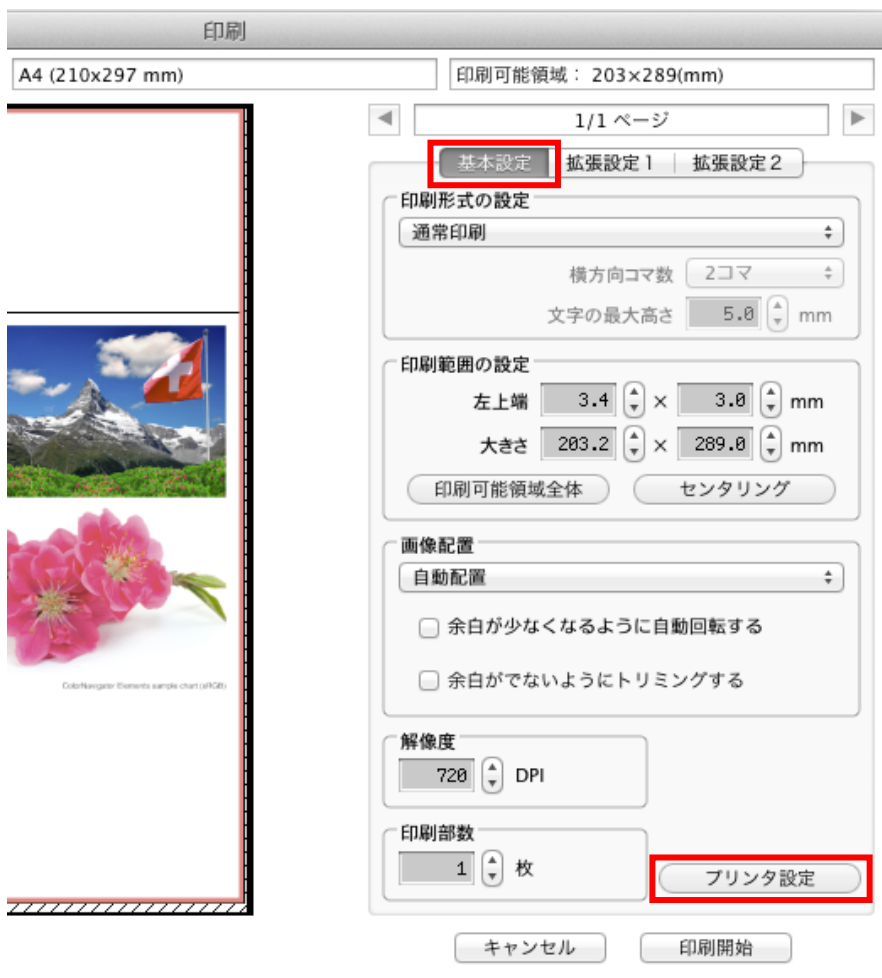 印刷
A4 (210x297 mm)
印刷可能領域： 203×289(mm)
1/1 ページ
基本設定 拡張設定1 拡張設定2
印刷形式の設定
通常印刷
横方向コマ数 2コマ
文字の最大高さ 5.0 mm
印刷範囲の設定
左上端 3.4 × 3.0 mm
大きさ 203.2 × 289.0 mm
印刷可能領域全体 センタリング
画像配置
自動配置
余白が少なくなるように自動回転する
余白がでないようにトリミングする
ColorNavigator Elements sample chart (sRGB)
解像度
720 DPI
印刷部数
1 枚
プリンタ設定
キャンセル 印刷開始